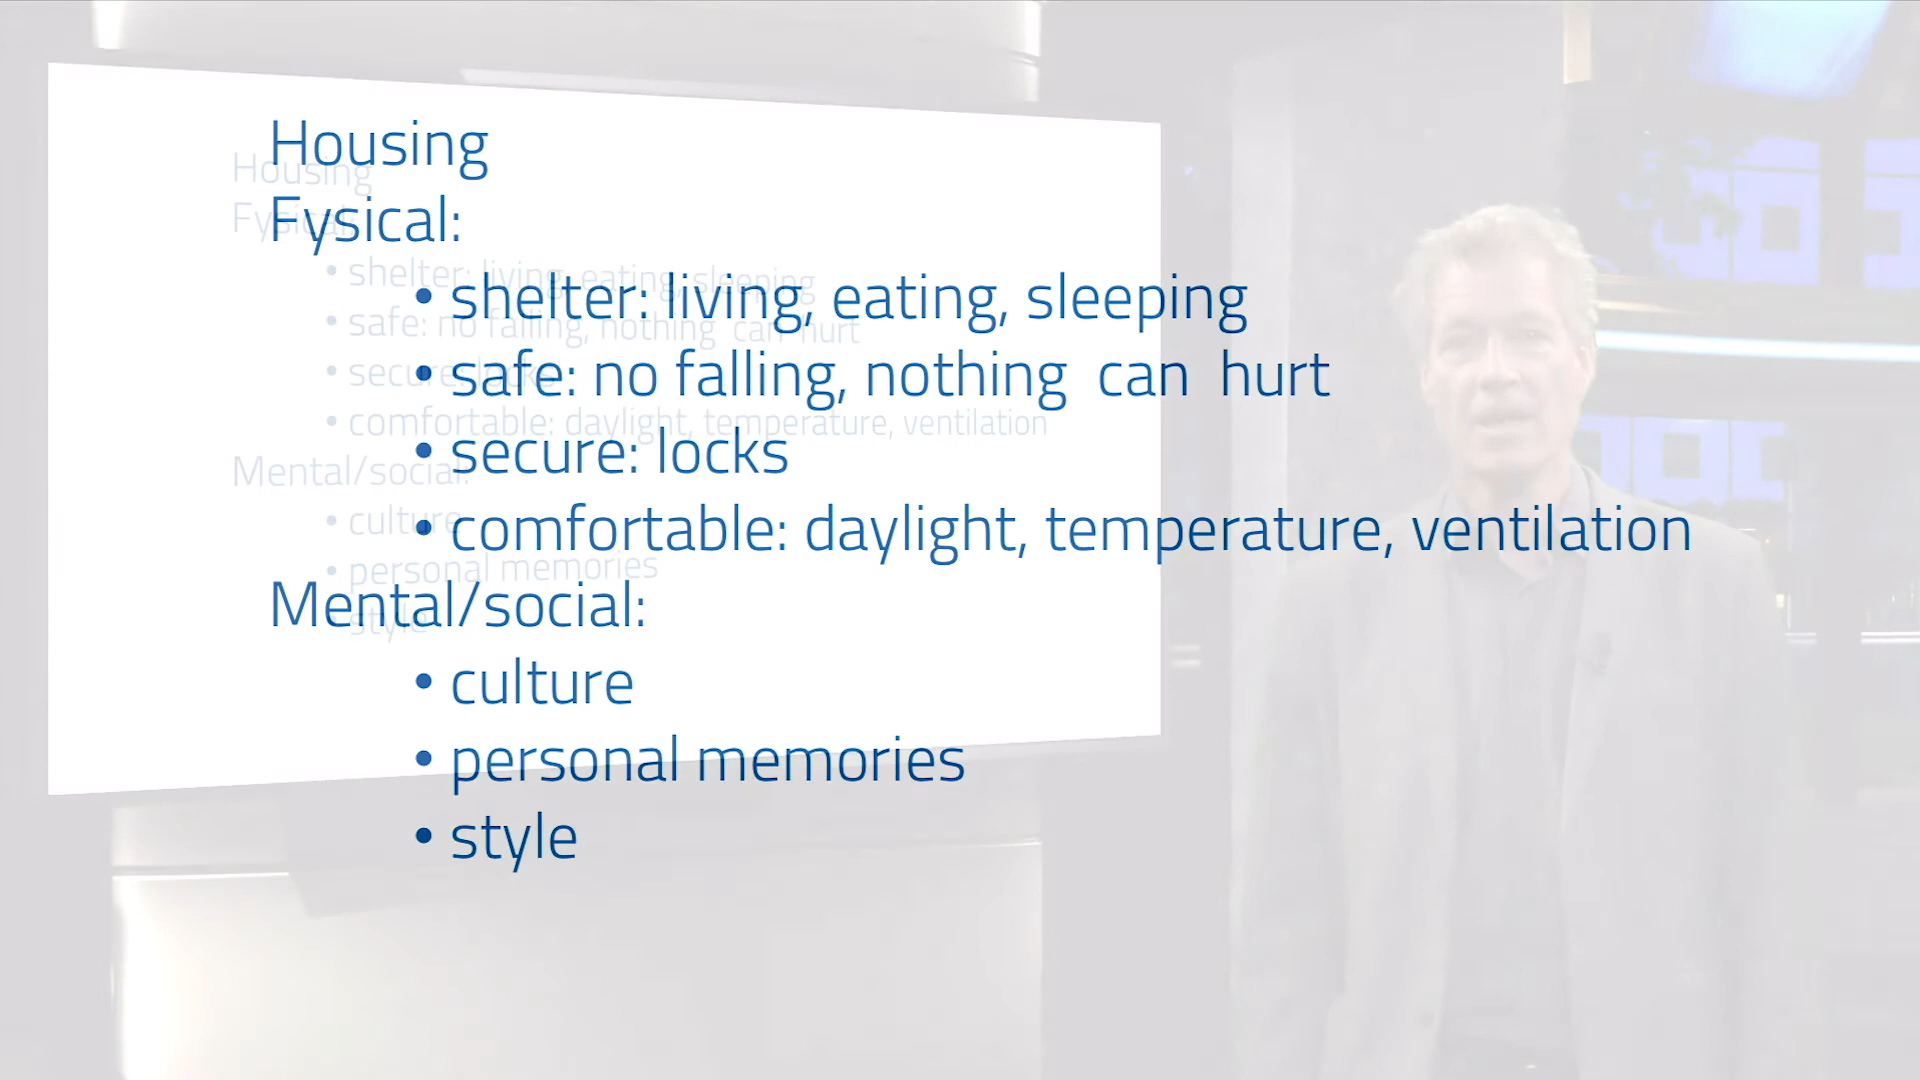 Housing
Fysical:
• shelter: living, eating, sleeping
• safe: no falling, nothing can hurt
• secure: locks
• comfortable: daylight, temperature, ventilation
Mental/social:
• culture
• personal memories
• style